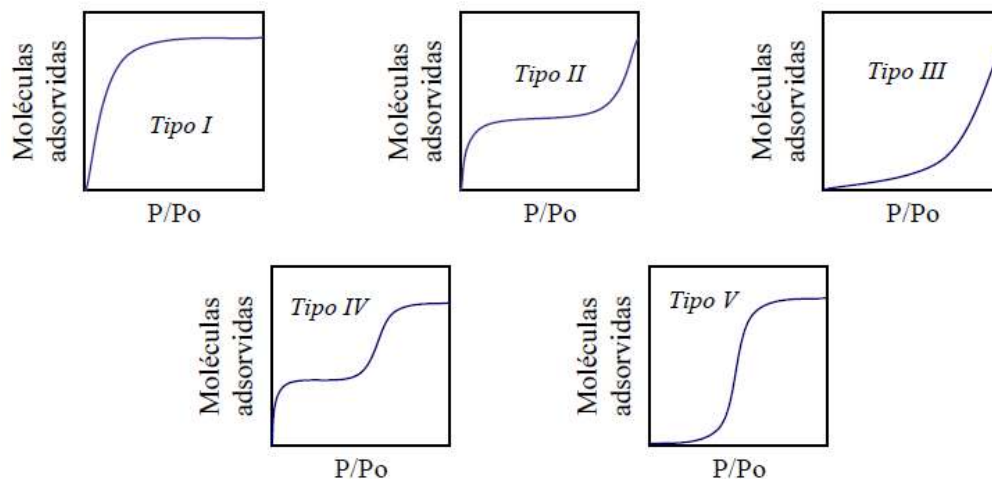 Moléculas
adsorvidas
Tipo I
P/Po
Moléculas
adsorvidas
Tipo II
P/Po
Moléculas
adsorvidas
Tipo III
P/Po
Moléculas
adsorvidas
Tipo IV
P/Po
Moléculas
adsorvidas
Tipo V
P/Po